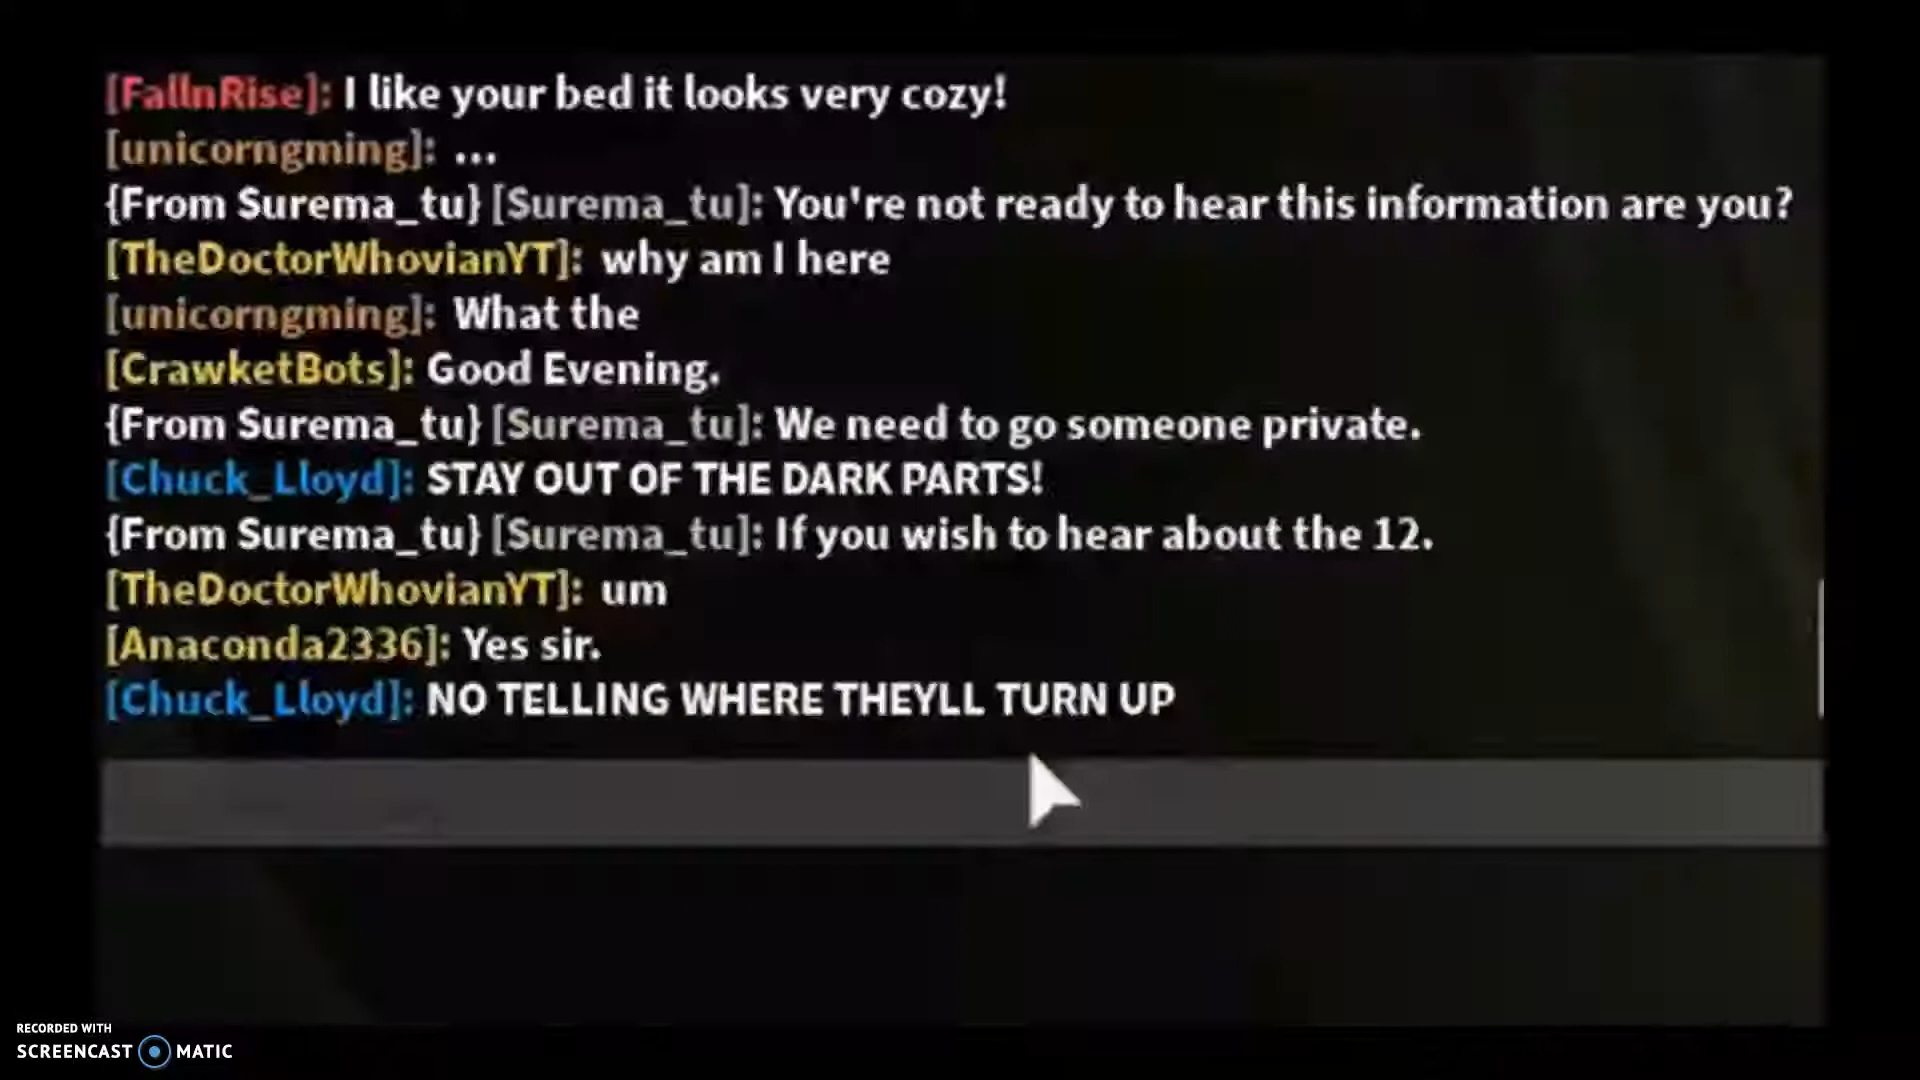 [FallnRise]: I like your bed it looks very cozy!
[unicorngming]: ...
{From Surema_tu} [Surema_tu]: You're not ready to hear this information are you?
[TheDoctorWhovianYT]: why am I here
[unicorngming]: What the
[CrawketBots]: Good Evening.
{From Surema_tu} [Surema_tu]: We need to go someone private.
[Chuck_Lloyd]: STAY OUT OF THE DARK PARTS!
{From Surema_tu} [Surema_tu]: If you wish to hear about the 12.
[TheDoctorWhovianYT]: um
[Anaconda2336]: Yes sir.
[Chuck_Lloyd]: NO TELLING WHERE THEYLL TURN UP
RECORDED WITH
SCREENCAST MATIC